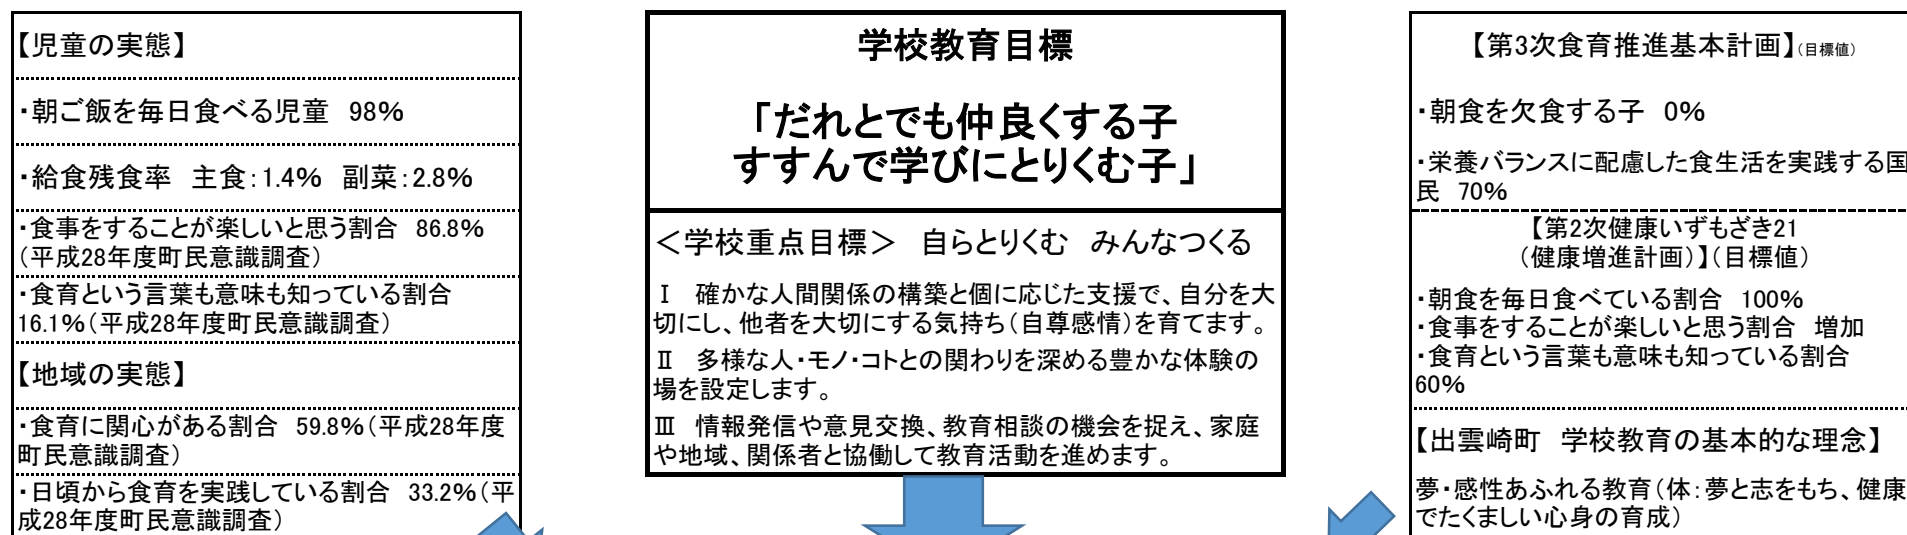 【児童の実態】
・朝ご飯を毎日食べる児童　98%
・給食残食率　主食：1.4%　副菜：2.8%
・食事をすることが楽しいと思う割合　86.8%
（平成28年度町民意識調査）
・食育という言葉も意味も知っている割合
16.1%（平成28年度町民意識調査）
【地域の実態】
・食育に関心がある割合　59.8%（平成28年度
町民意識調査）
・日頃から食育を実践している割合　33.2%（平
成28年度町民意識調査）
学校教育目標
「だれとでも仲良くする子
すすんで学びにとりくむ子」
＜学校重点目標＞　自らとりくむ　みんなつくる
Ⅰ　確かな人間関係の構築と個に応じた支援で、自分を大
切にし、他者を大切にする気持ち（自尊感情）を育てます。
Ⅱ　多様な人・モノ・コトとの関わりを深める豊かな体験の
場を設定します。
Ⅲ　情報発信や意見交換、教育相談の機会を捉え、家庭
や地域、関係者と協働して教育活動を進めます。
【第3次食育推進基本計画】（目標値）
・朝食を欠食する子　0%
・栄養バランスに配慮した食生活を実践する国
民　70%
【第2次健康いずもざき21
（健康増進計画）】（目標値）
・朝食を毎日食べている割合　100%
・食事をすることが楽しいと思う割合　増加
・食育という言葉も意味も知っている割合
60%
【出雲崎町　学校教育の基本的な理念】
夢・感性あふれる教育（体：夢と志をもち、健康
でたくましい心身の育成）